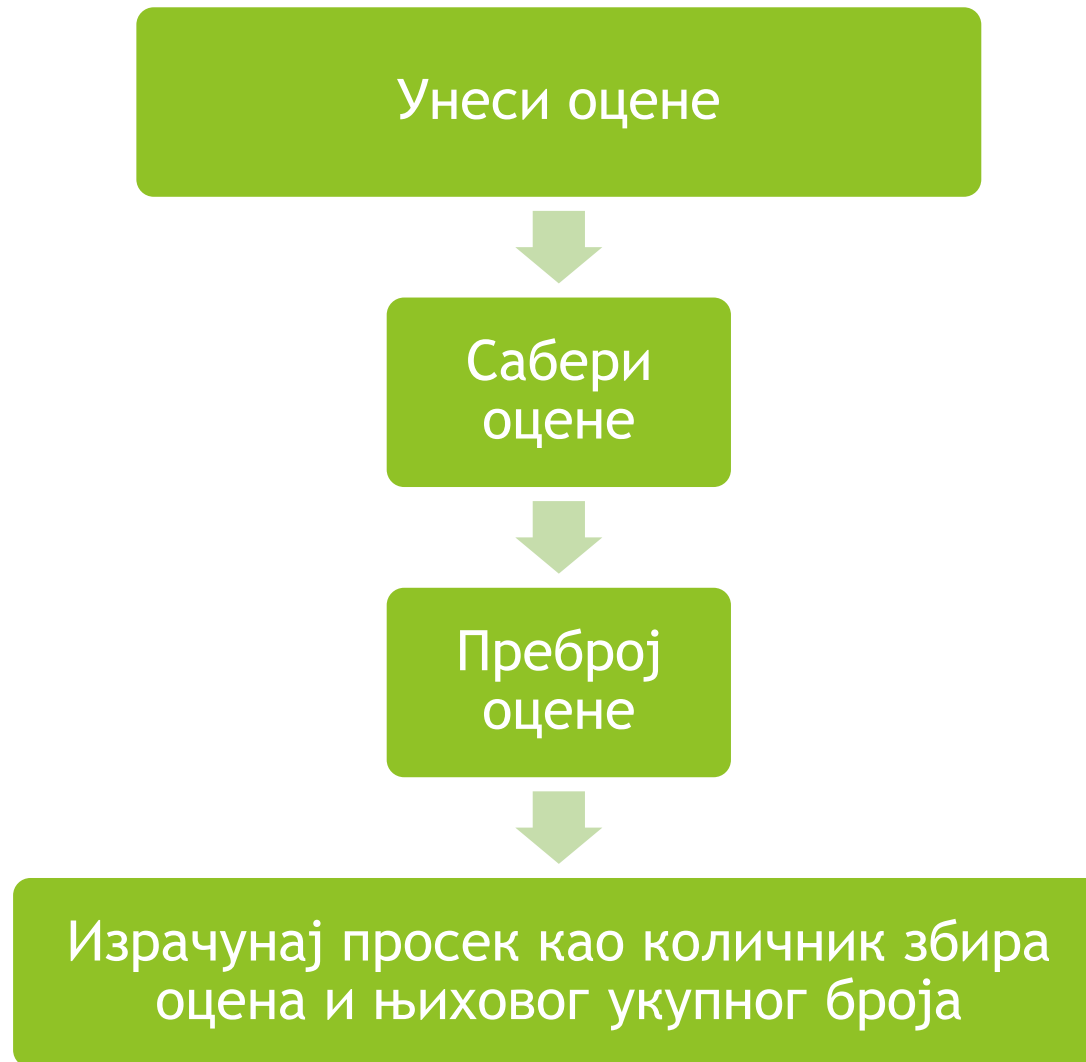 Унеси оцене
Сабери
оцене
Преброј
оцене
Израчунај просек као количник збира
оцена и њиховог укупног броја